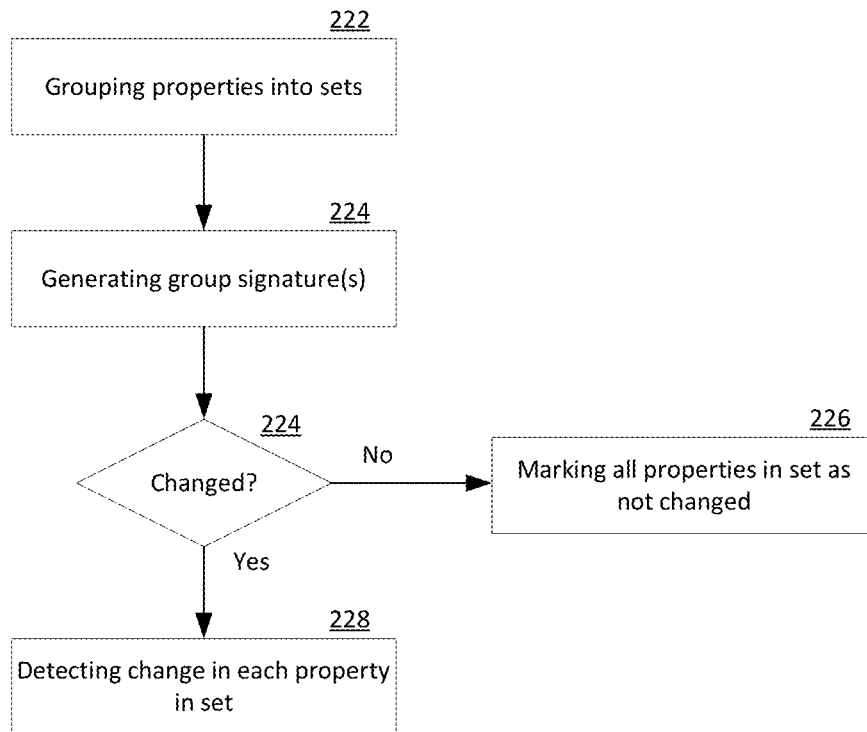 222
Grouping properties into sets
224
Generating group signature(s)
224
Changed?
No
226
Marking all properties in set as
not changed
Yes
228
Detecting change in each property
in set